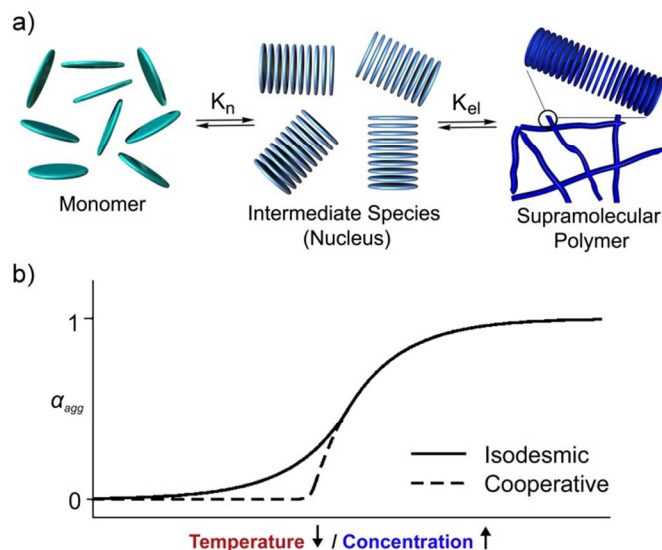 a)
Kn
Kel
Monomer
Intermediate Species
(Nucleus)
Supramolecular
Polymer
b)
1
αagg
0
Isodesmic
Cooperative
Temperature ↓ / Concentration ↑